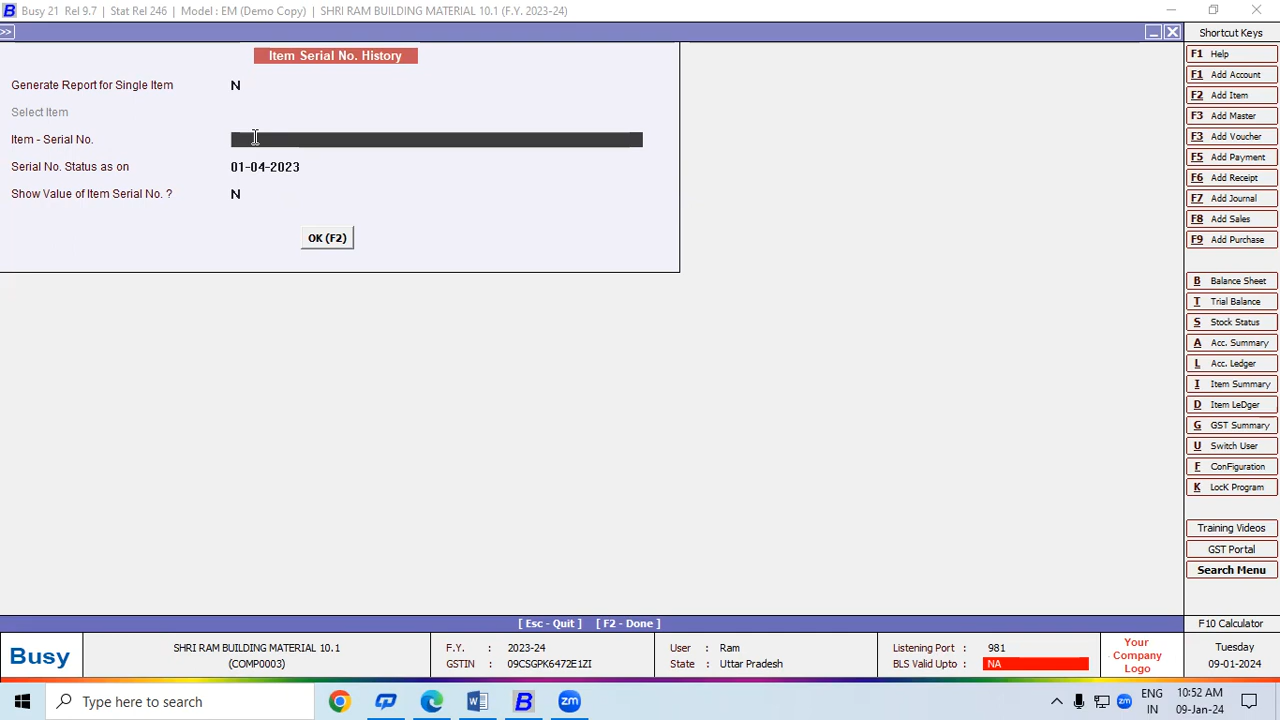 Busy 21 Rel 9.7 | Stat Rel 246 | Model : EM (Demo Copy) | SHRI RAM BUILDING MATERIAL 10.1 (F.Y. 2023-24)
>>
Shortcut Keys
Item Serial No. History
Generate Report for Single Item N
Select Item
Item - Serial No.
Serial No. Status as on 01-04-2023
Show Value of Item Serial No. ? N
OK (F2)
F1 Help
F1 Add Account
F2 Add Item
F3 Add Master
F3 Add Voucher
F5 Add Payment
F6 Add Receipt
F7 Add Journal
F8 Add Sales
F9 Add Purchase
B Balance Sheet
T Trial Balance
S Stock Status
A Acc. Summary
L Acc. Ledger
I Item Summary
D Item LeDger
G GST Summary
U Switch User
F ConFiguration
K LocK Program
Training Videos
GST Portal
Search Menu
[ Esc - Quit ] [ F2 - Done ]
F10 Calculator
Busy
SHRI RAM BUILDING MATERIAL 10.1
(COMP0003)
F.Y. : 2023-24
GSTIN : 09CSGPK6472E1ZI
User : Ram
State : Uttar Pradesh
Listening Port : 981
BLS Valid Upto : NA
Your
Company
Logo
Tuesday
09-01-2024
Type here to search
W
B
zm
zm
ENG
IN
10:52 AM
09-Jan-24